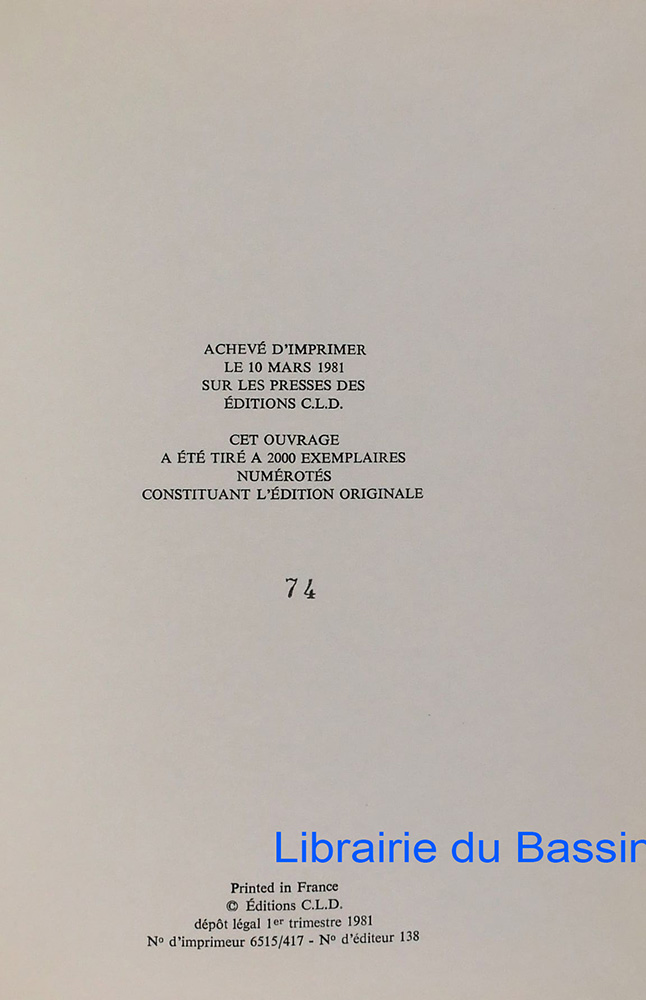 ACHEVÉ D'IMPRIMER
LE 10 MARS 1981
SUR LES PRESSES DES
ÉDITIONS C.L.D.
CET OUVRAGE
A ÉTÉ TIRÉ A 2000 EXEMPLAIRES
NUMÉROTÉS
CONSTITUANT L'ÉDITION ORIGINALE
74
Librairie du Bassin
Printed in France
© Éditions C.L.D.
dépôt légal 1er trimestre 1981
No d'imprimeur 6515/417 - No d'éditeur 138